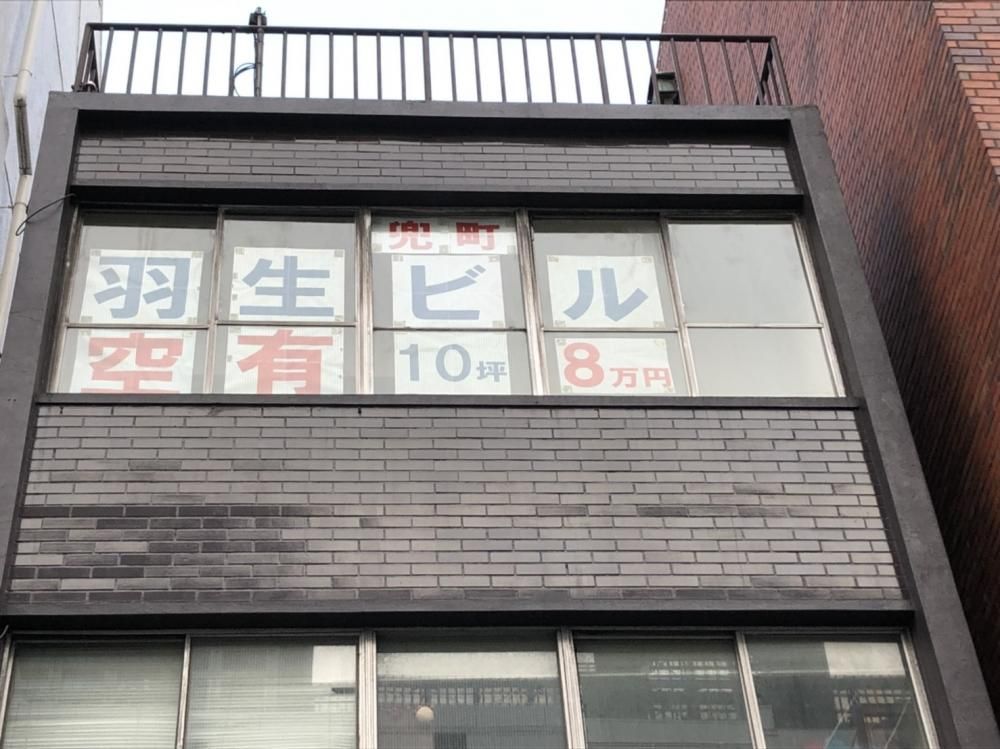 兜町
羽生ビル
空有 10坪 8万円